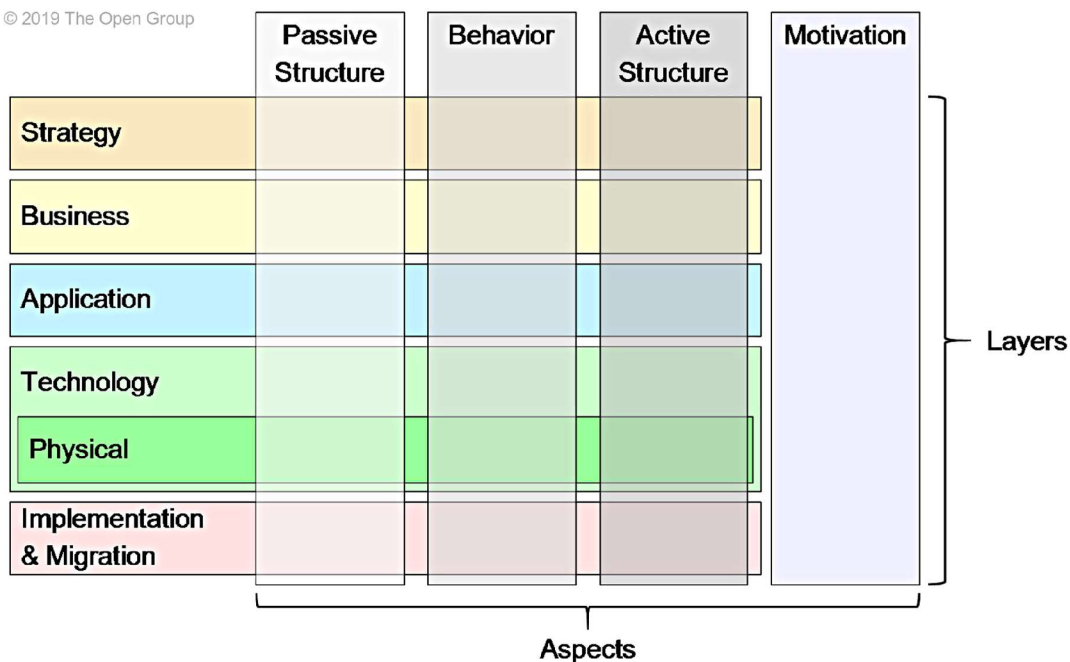 © 2019 The Open Group
Passive
Structure
Behavior
Active
Structure
Motivation
Strategy
Business
Application
Technology
Physical
Implementation
& Migration
Layers
Aspects